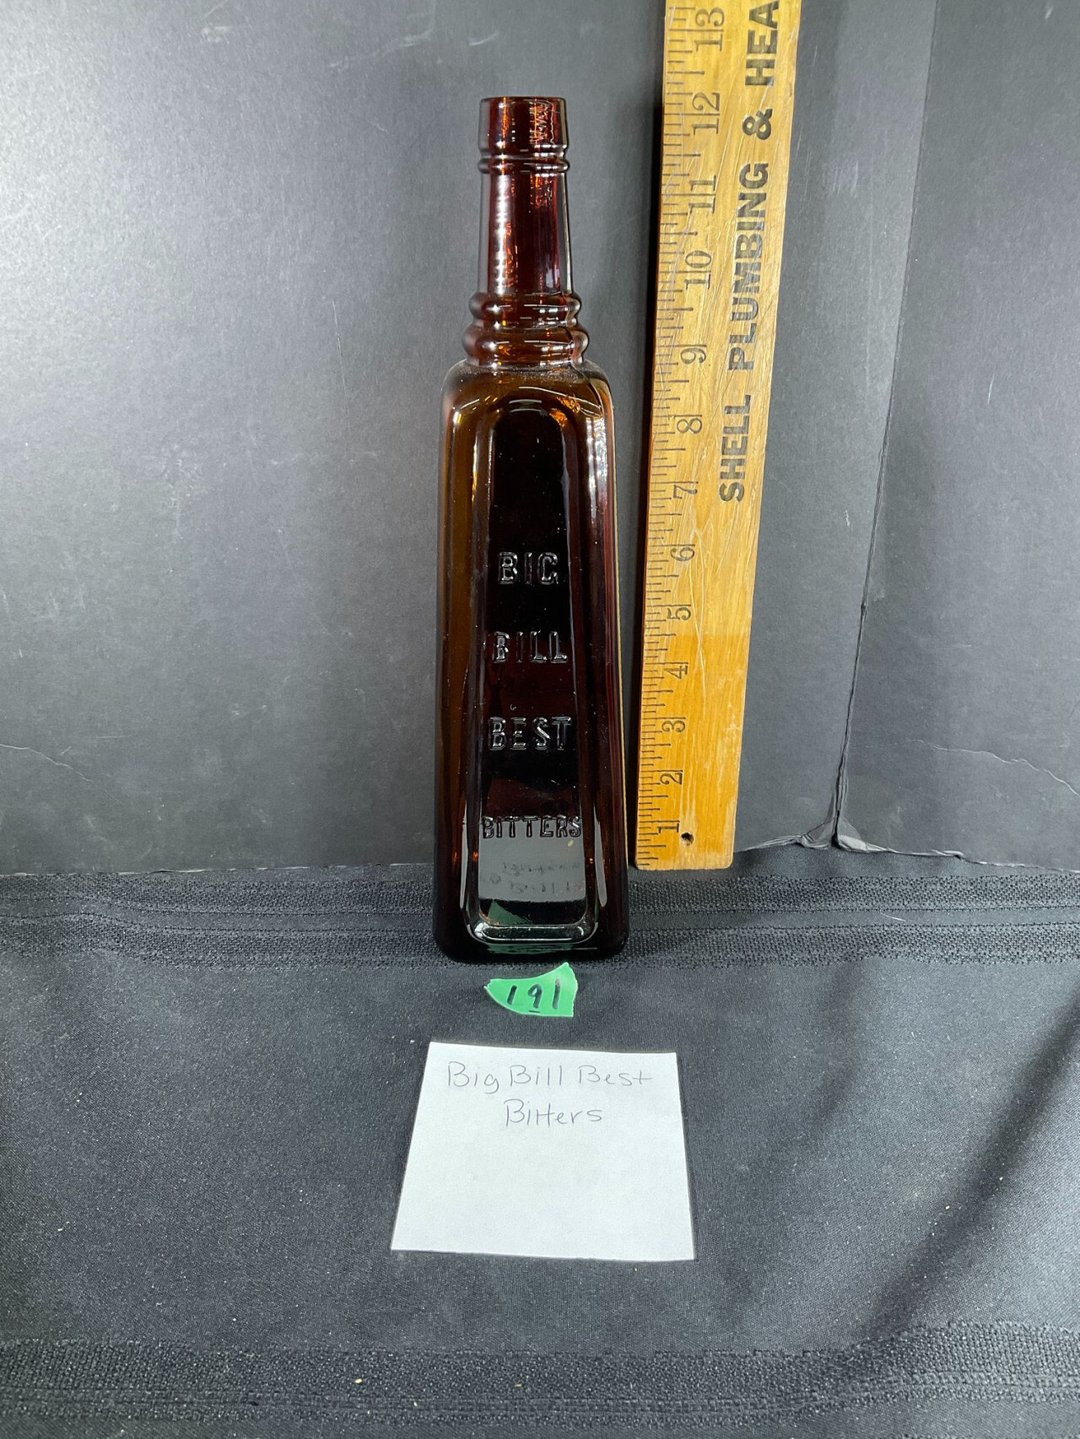 BIG
BILL
BEST
BITTERS
191
Big Bill Best
Bitters
SHELL PLUMBING & HEA
13
12
11
10
9
8
7
6
5
4
3
2
1